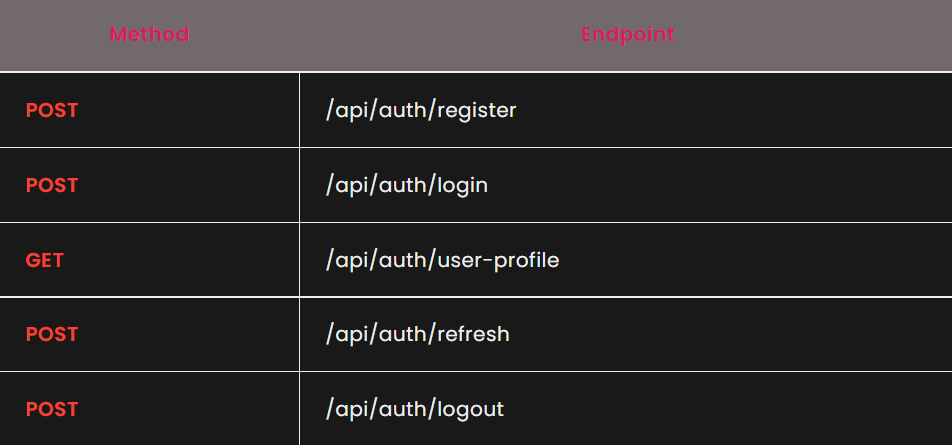 Method Endpoint
POST /api/auth/register
POST /api/auth/login
GET /api/auth/user-profile
POST /api/auth/refresh
POST /api/auth/logout